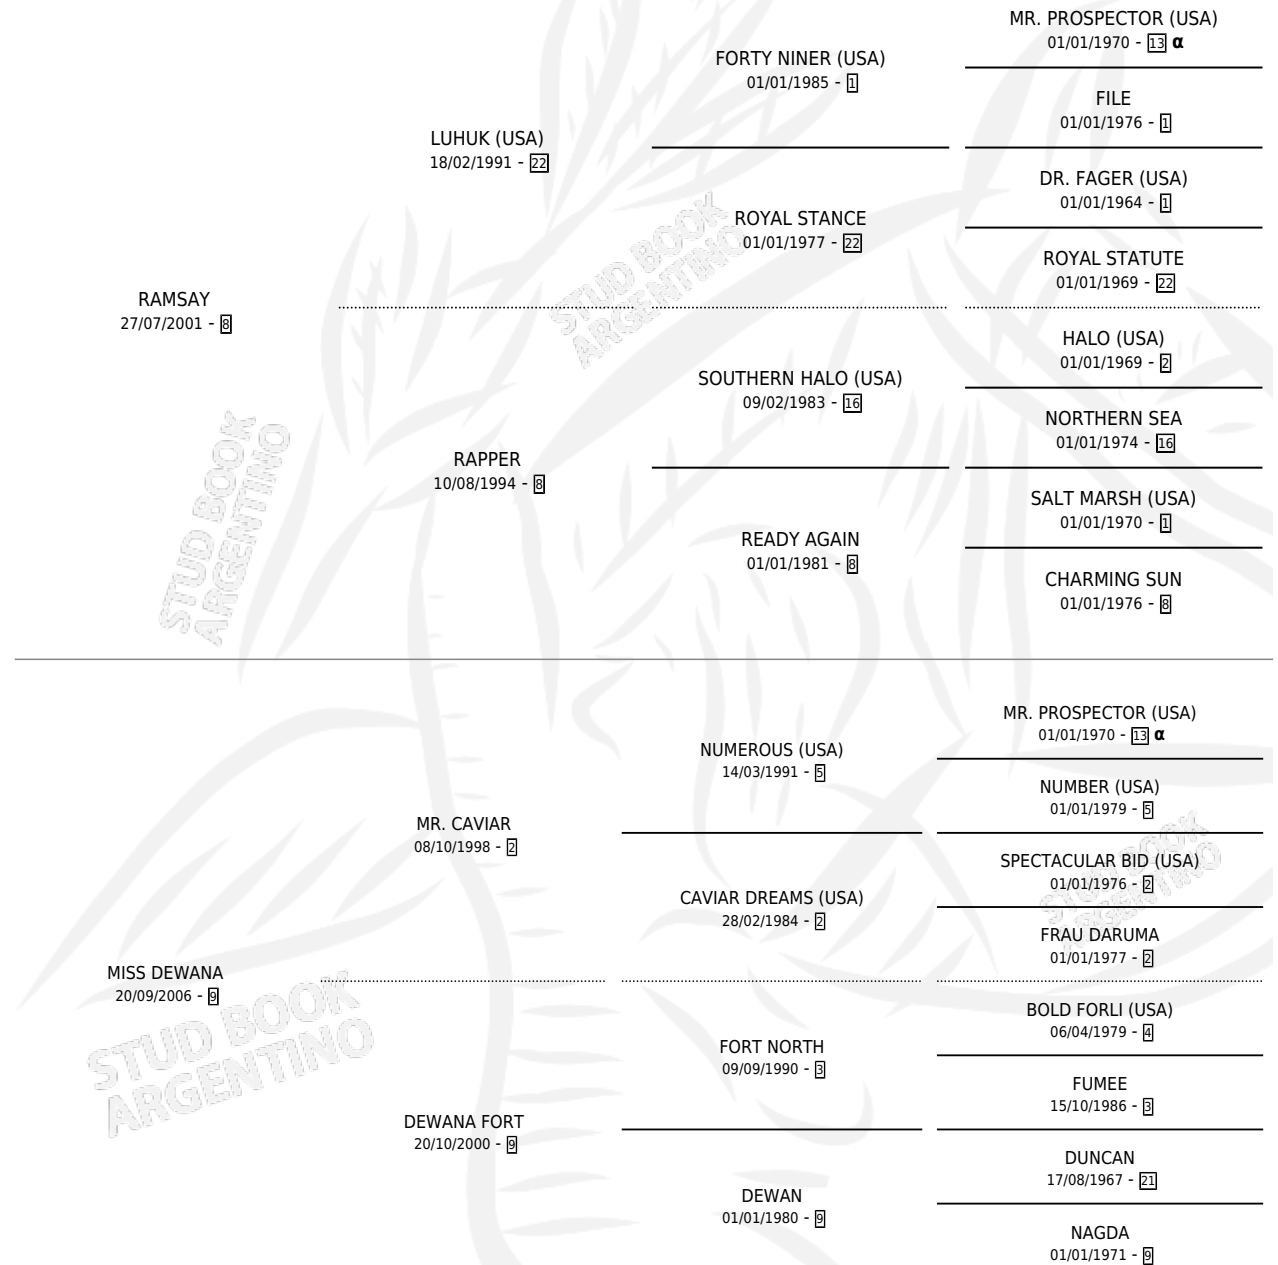 MR. PROSPECTOR (USA)
01/01/1970 - 13 α
FORTY NINER (USA)
01/01/1985 - 1
FILE
01/01/1976 - 1
LUHUK (USA)
18/02/1991 - 22
DR. FAGER (USA)
01/01/1964 - 1
ROYAL STANCE
01/01/1977 - 22
ROYAL STATUTE
01/01/1969 - 22
RAMSAY
27/07/2001 - 8
HALO (USA)
01/01/1969 - 2
SOUTHERN HALO (USA)
09/02/1983 - 16
NORTHERN SEA
01/01/1974 - 16
RAPPER
10/08/1994 - 8
SALT MARSH (USA)
01/01/1970 - 1
READY AGAIN
01/01/1981 - 8
CHARMING SUN
01/01/1976 - 8
MR. PROSPECTOR (USA)
01/01/1970 - 13 α
NUMEROUS (USA)
14/03/1991 - 5
NUMBER (USA)
01/01/1979 - 5
MR. CAVIAR
08/10/1998 - 2
SPECTACULAR BID (USA)
01/01/1976 - 2
CAVIAR DREAMS (USA)
28/02/1984 - 2
FRAU DARUMA
01/01/1977 - 2
MISS DEWANA
20/09/2006 - 9
BOLD FORLI (USA)
06/04/1979 - 4
FORT NORTH
09/09/1990 - 3
FUMEE
15/10/1986 - 3
DEWANA FORT
20/10/2000 - 9
DUNCAN
17/08/1967 - 21
DEWAN
01/01/1980 - 9
NAGDA
01/01/1971 - 9
STUD BOOK
ARGENTINO
STUD BOOK
ARGENTINO
STUD BOOK
ARGENTINO
STUD BOOK
ARGENTINO